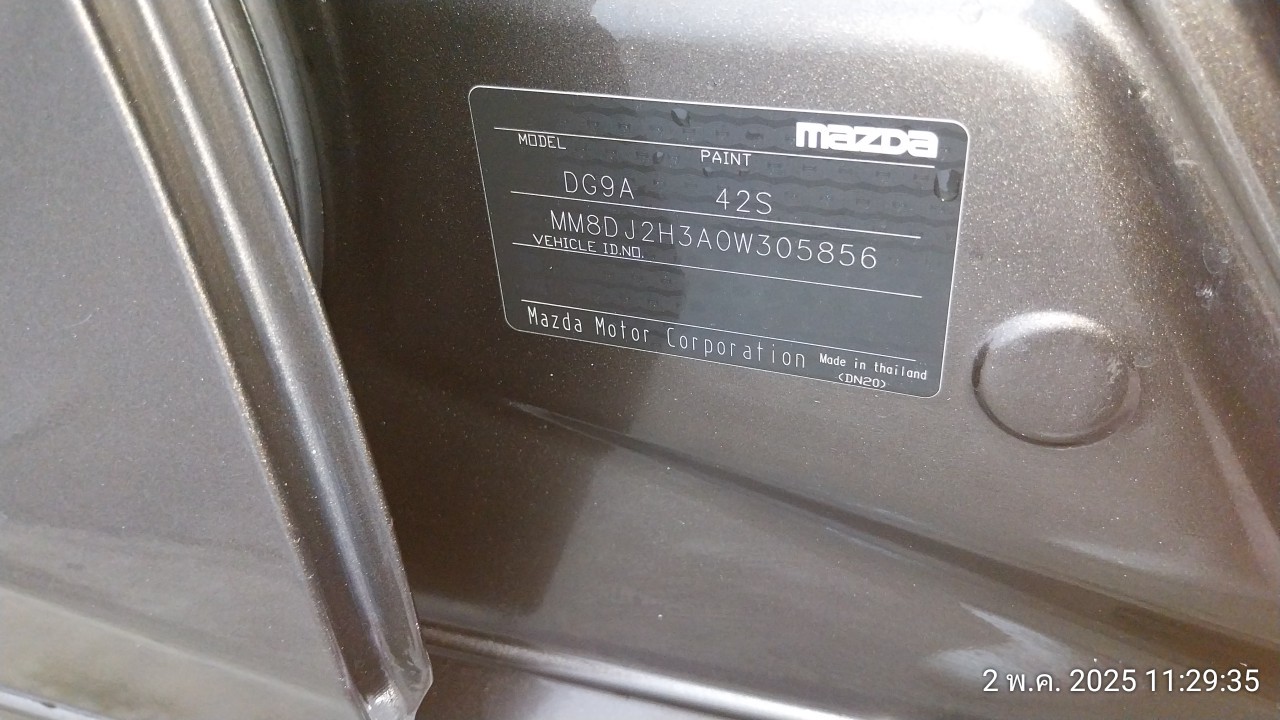 mazda
MODEL PAINT
DG9A 42S
MM8DJ2H3A0W305856
VEHICLE ID.NO.
Mazda Motor Corporation Made in thailand
(DN20)
2 พ.ค. 2025 11:29:35